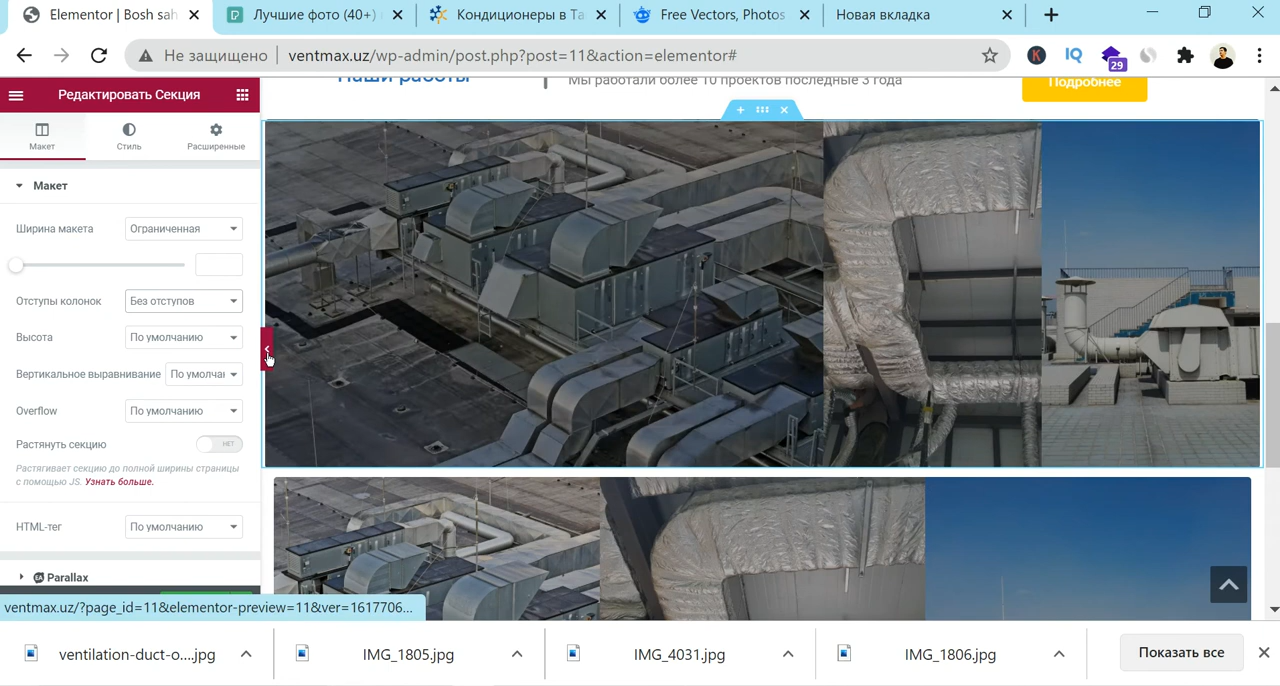 Elementor | Bosh sah
Лучшие фото (40+)
Кондиционеры в Та
Free Vectors, Photos
Новая вкладка
Не защищено
ventmax.uz/wp-admin/post.php?post=11&action=elementor#
K
IQ
29
Редактировать Секция
Наши работы
Мы работали более 10 проектов последные 3 года
Подробнее
Макет
Стиль
Расширенные
Макет
Ширина макета
Ограниченная
Отступы колонок
Без отступов
Высота
По умолчанию
Вертикальное выравнивание
По умолчан
Overflow
По умолчанию
Растянуть секцию
НЕТ
Растягивает секцию до полной ширины страницы
с помощью JS. Узнать больше.
HTML-тег
По умолчанию
EA Parallax
ventmax.uz/?page_id=11&elementor-preview=11&ver=1617706...
ventilation-duct-o....jpg
IMG_1805.jpg
IMG_4031.jpg
IMG_1806.jpg
Показать все